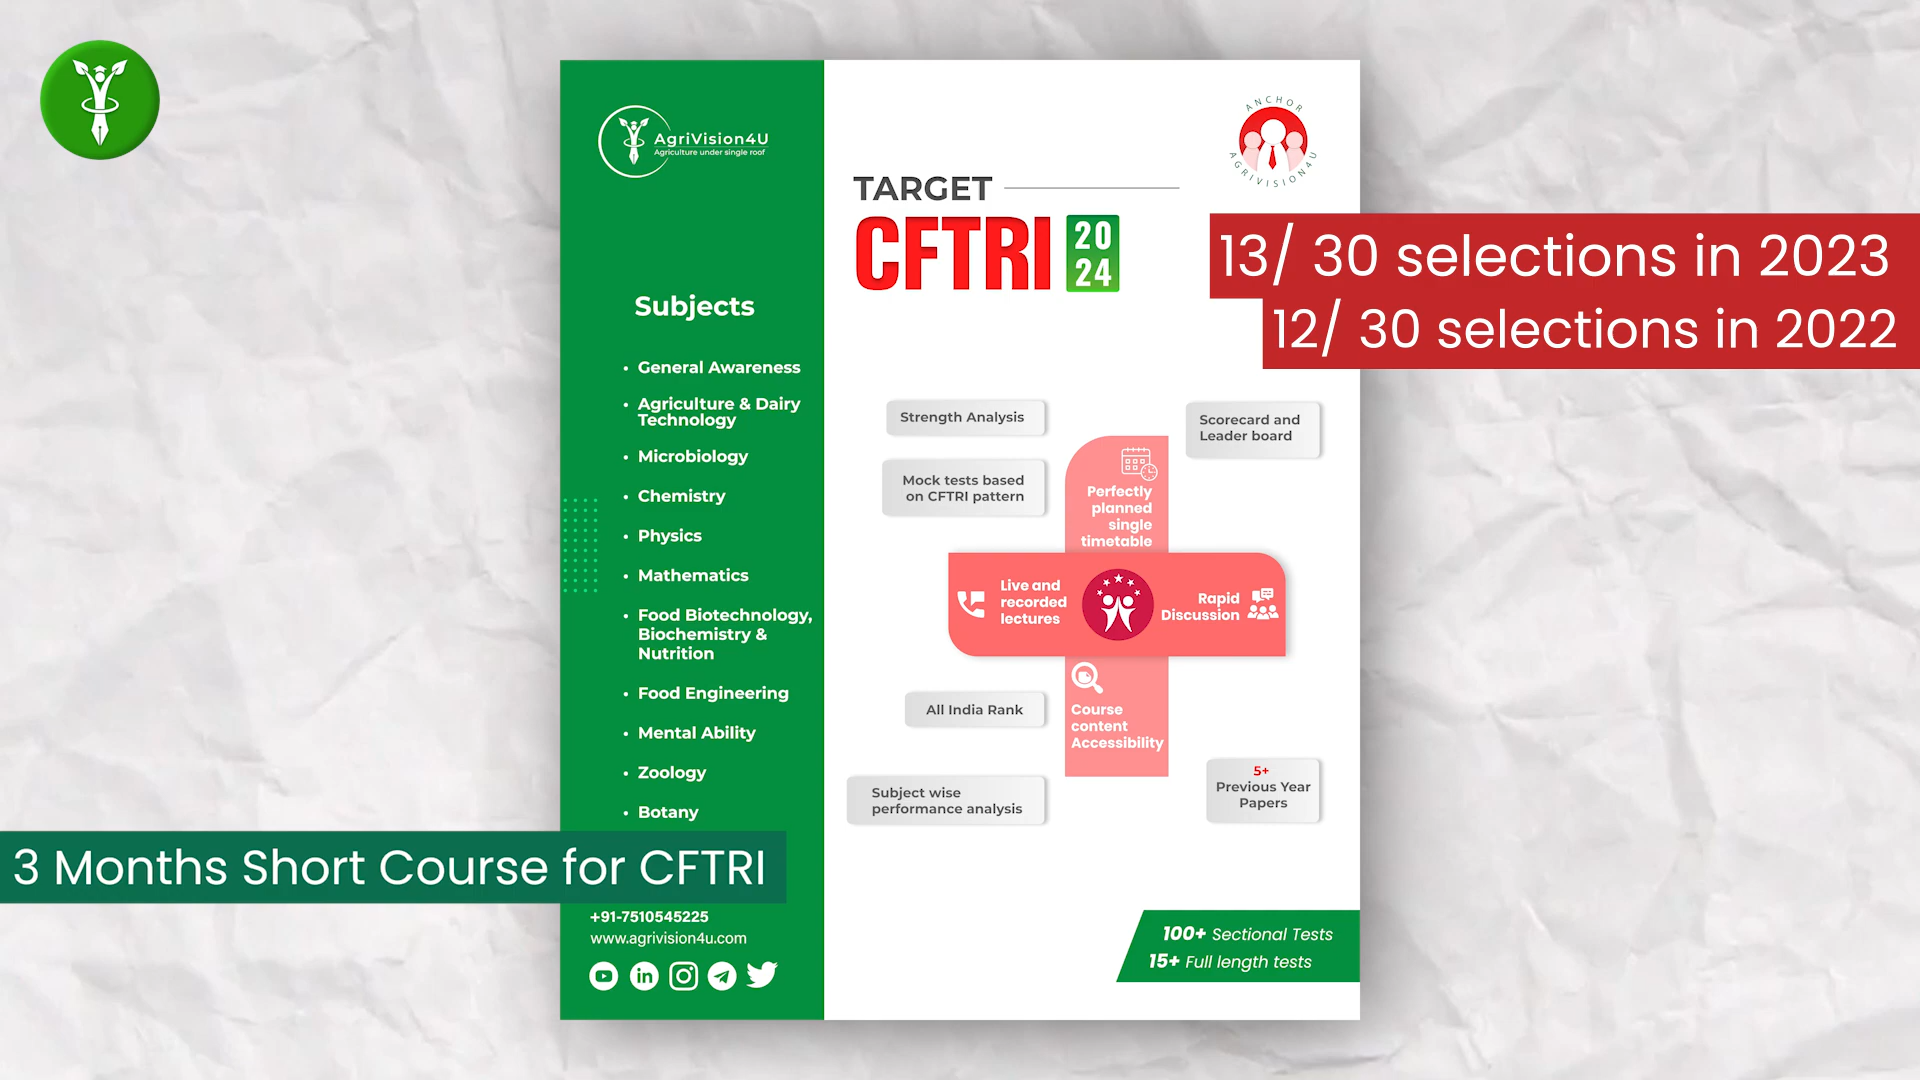 AgriVision4U
Agriculture under single roof
ANCHOR
AGRIVISION4U
TARGET
CFTRI
20
24
13/ 30 selections in 2023
12/ 30 selections in 2022
Subjects
• General Awareness
• Agriculture & Dairy
Technology
• Microbiology
• Chemistry
• Physics
• Mathematics
• Food Biotechnology,
Biochemistry &
Nutrition
• Food Engineering
• Mental Ability
• Zoology
• Botany
Strength Analysis
Scorecard and
Leader board
Mock tests based
on CFTRI pattern
Perfectly
planned
single
timetable
Live and
recorded
lectures
Rapid
Discussion
Course
content
Accessibility
All India Rank
Subject wise
performance analysis
5+
Previous Year
Papers
3 Months Short Course for CFTRI
+91-7510545225
www.agrivision4u.com
in
100+ Sectional Tests
15+ Full length tests